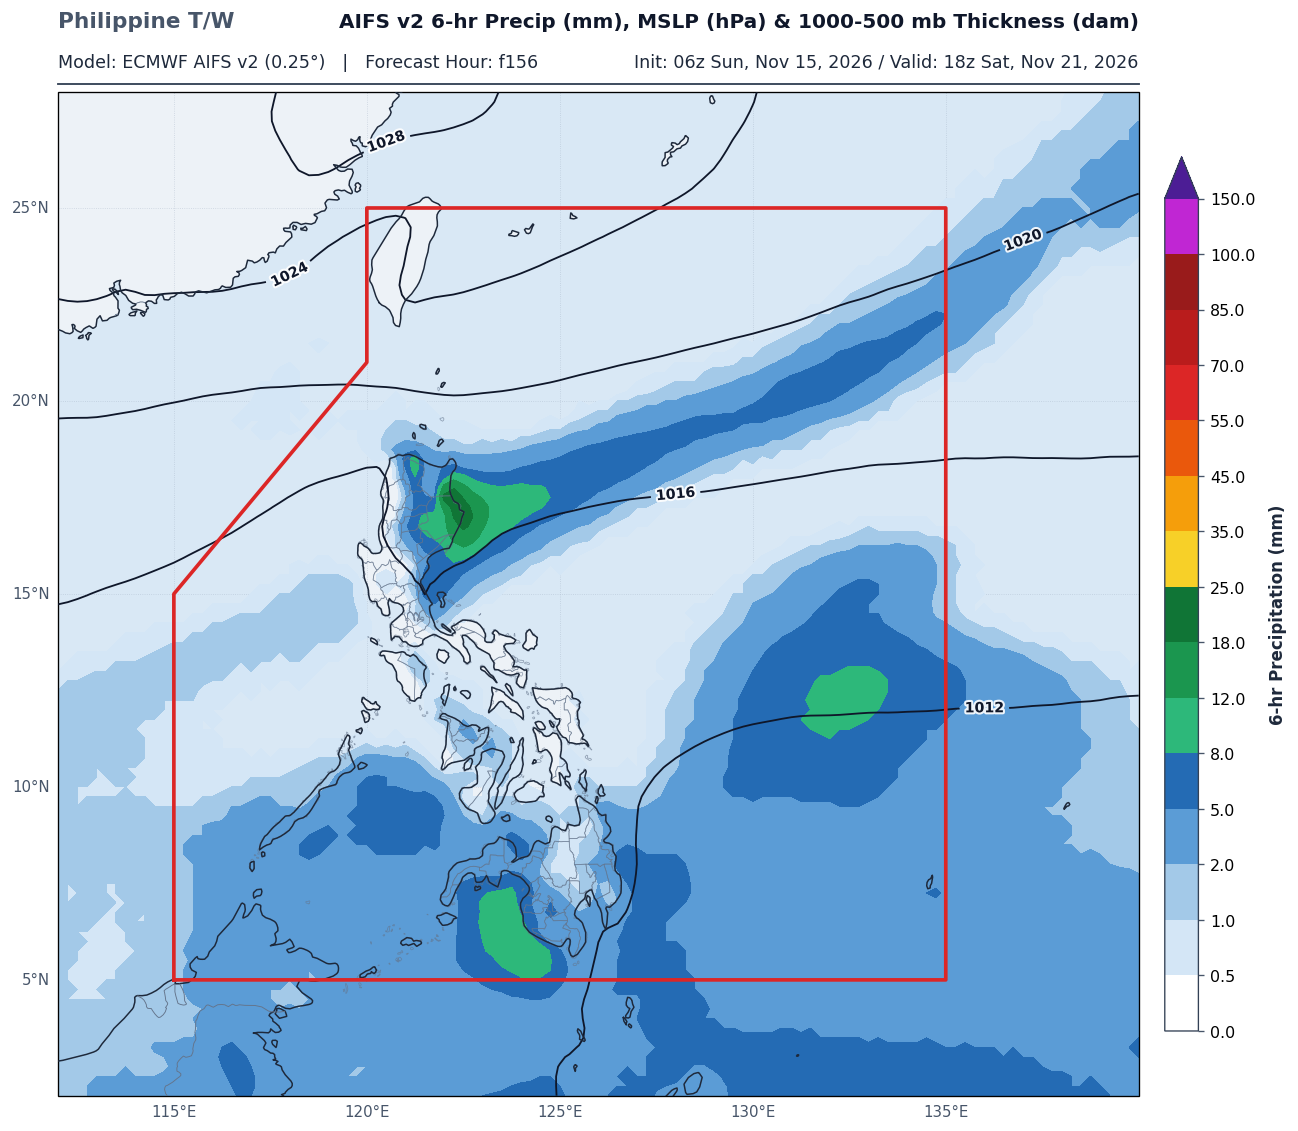 Philippine T/W
AIFS v2 6-hr Precip (mm), MSLP (hPa) & 1000-500 mb Thickness (dam)
Model: ECMWF AIFS v2 (0.25°) | Forecast Hour: f156
Init: 06z Sun, Nov 15, 2026 / Valid: 18z Sat, Nov 21, 2026
1028
1024
1020
1016
1012
25°N
20°N
15°N
10°N
5°N
115°E
120°E
125°E
130°E
135°E
150.0
100.0
85.0
70.0
55.0
45.0
35.0
25.0
18.0
12.0
8.0
5.0
2.0
1.0
0.5
0.0
6-hr Precipitation (mm)